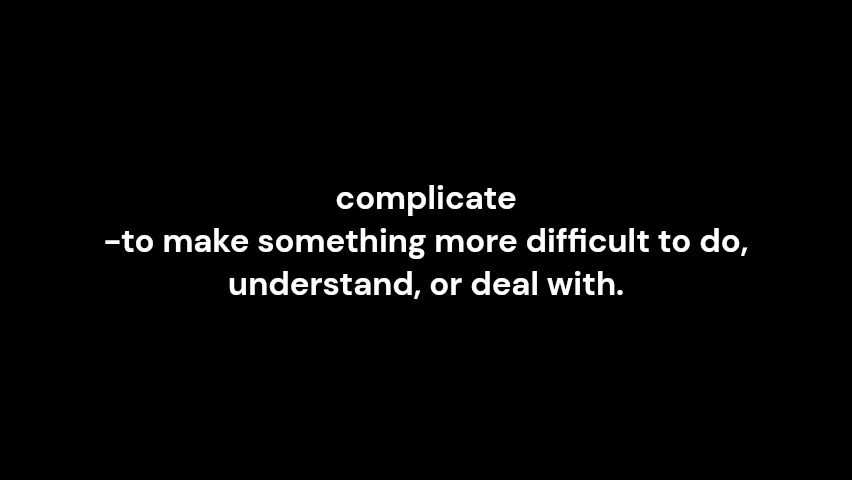 complicate
-to make something more difficult to do,
understand, or deal with.